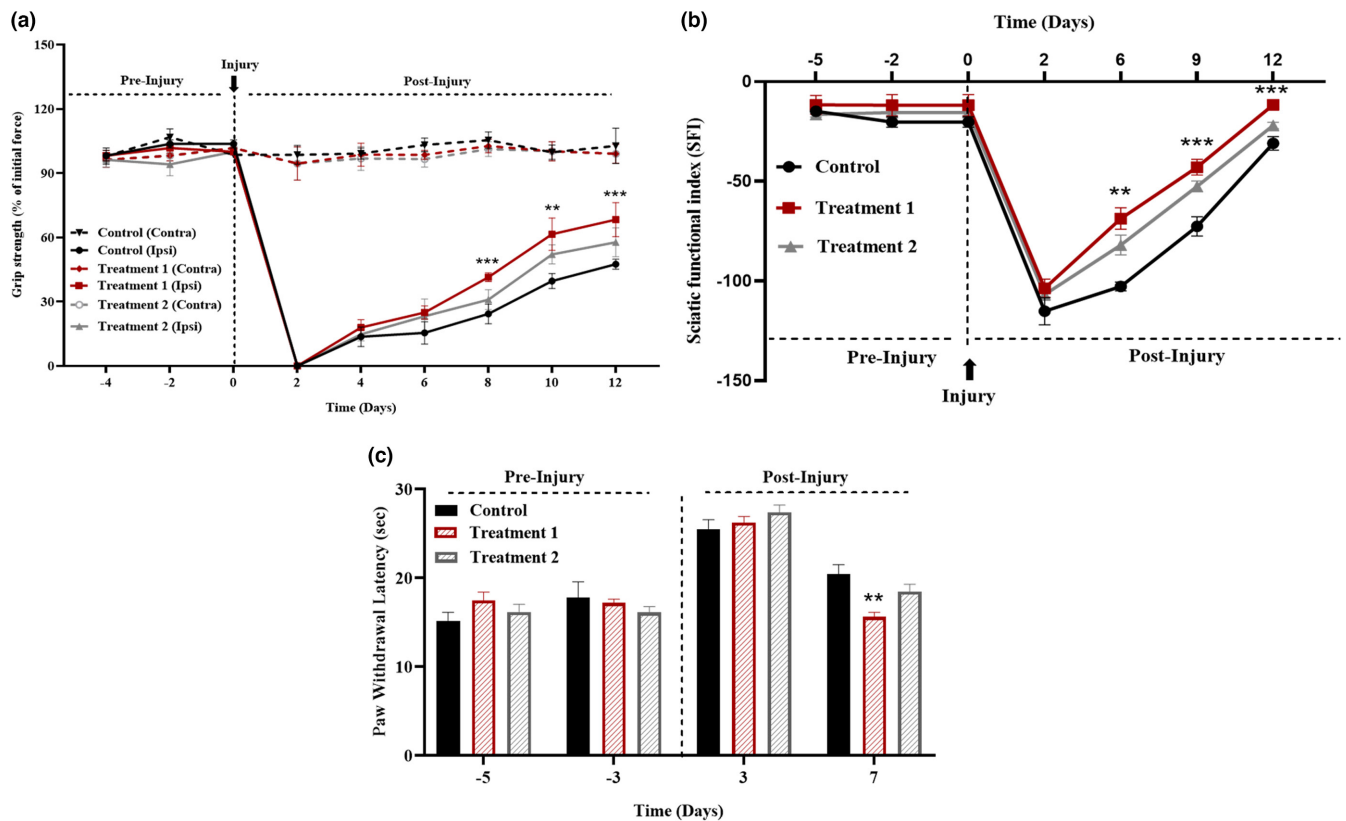 (a)
Grip strength (% of initial force)
150
120
90
60
30
0
Pre-Injury
Injury
Post-Injury
Control (Contra)
Control (Ipsi)
Treatment 1 (Contra)
Treatment 1 (Ipsi)
Treatment 2 (Contra)
Treatment 2 (Ipsi)
***
**
***
-4 -2 0 2 4 6 8 10 12
Time (Days)
(b)
Time (Days)
-5 -2 0 2 6 9 12
Sciatic functional index (SFI)
0
-50
-100
-150
Control
Treatment 1
Treatment 2
**
***
***
Pre-Injury
Post-Injury
Injury
(c)
Paw Withdrawal Latency (sec)
30
20
10
0
Pre-Injury
Post-Injury
Control
Treatment 1
Treatment 2
**
-5 -3 3 7
Time (Days)